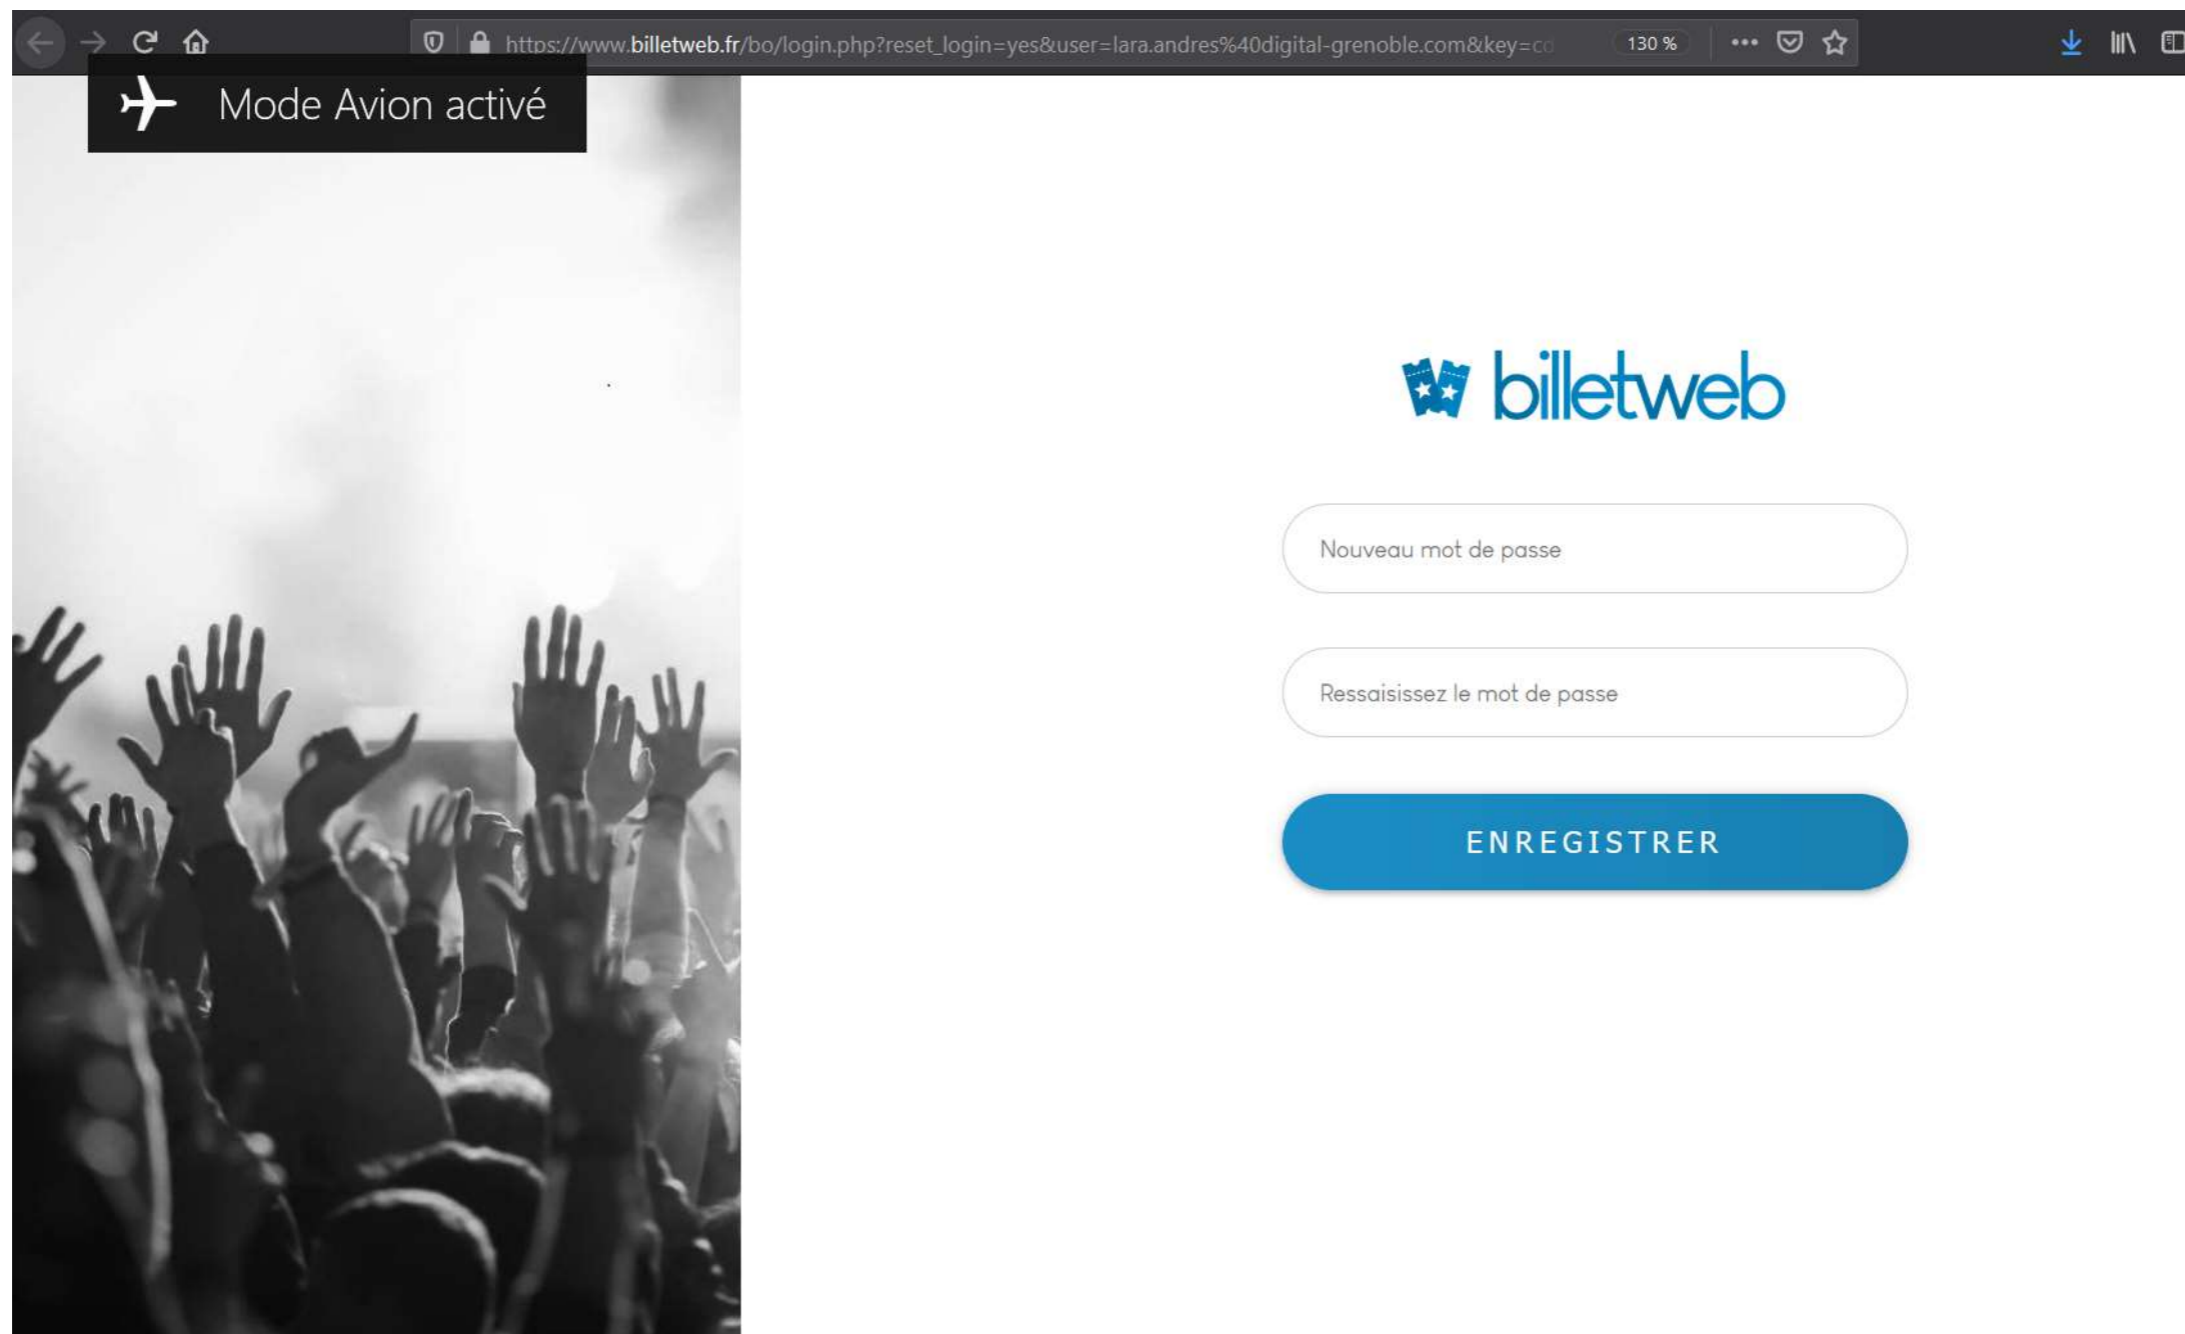 https://www.billetweb.fr/bo/login.php?reset_login=yes&user=lara.andres%40digital-grenoble.com&key=cd
130 %
Mode Avion activé
billetweb
Nouveau mot de passe
Ressaisissez le mot de passe
ENREGISTRER